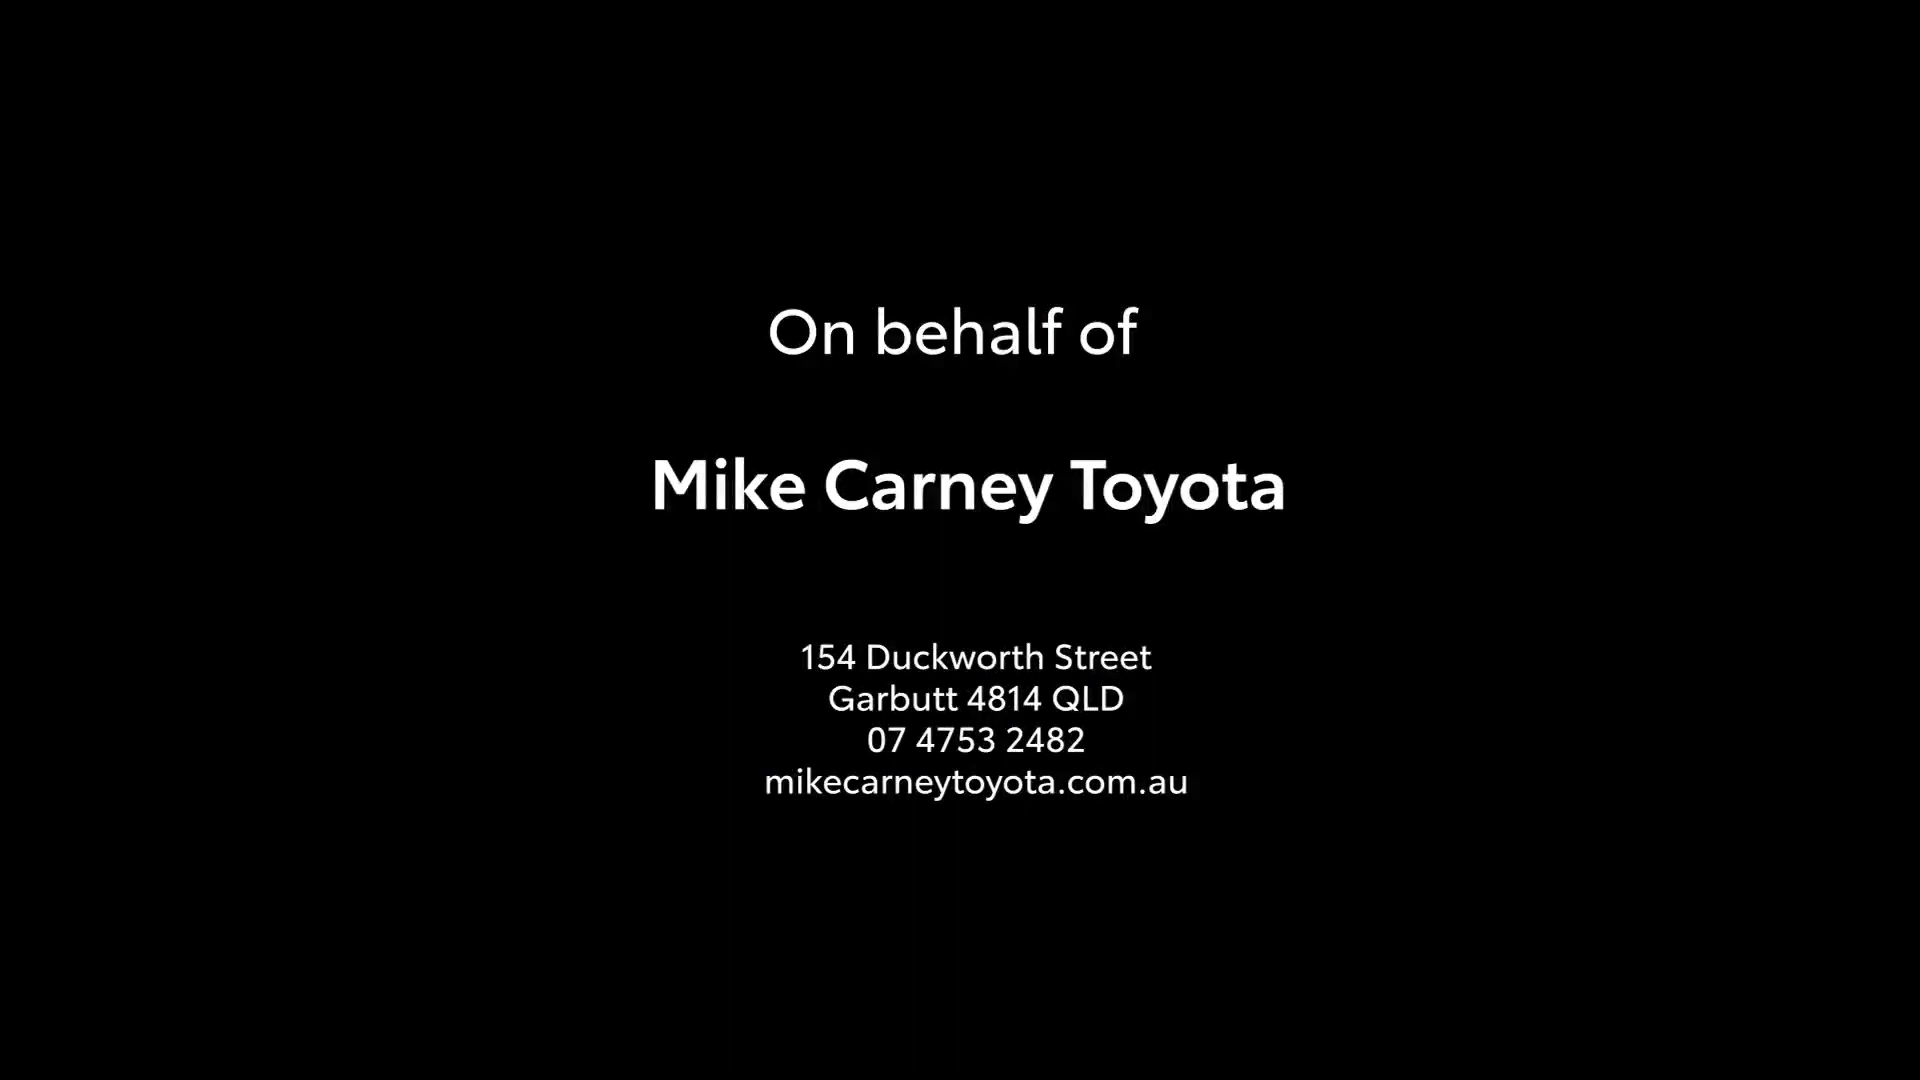 On behalf of
Mike Carney Toyota
154 Duckworth Street
Garbutt 4814 QLD
07 4753 2482
mikecarneytoyota.com.au